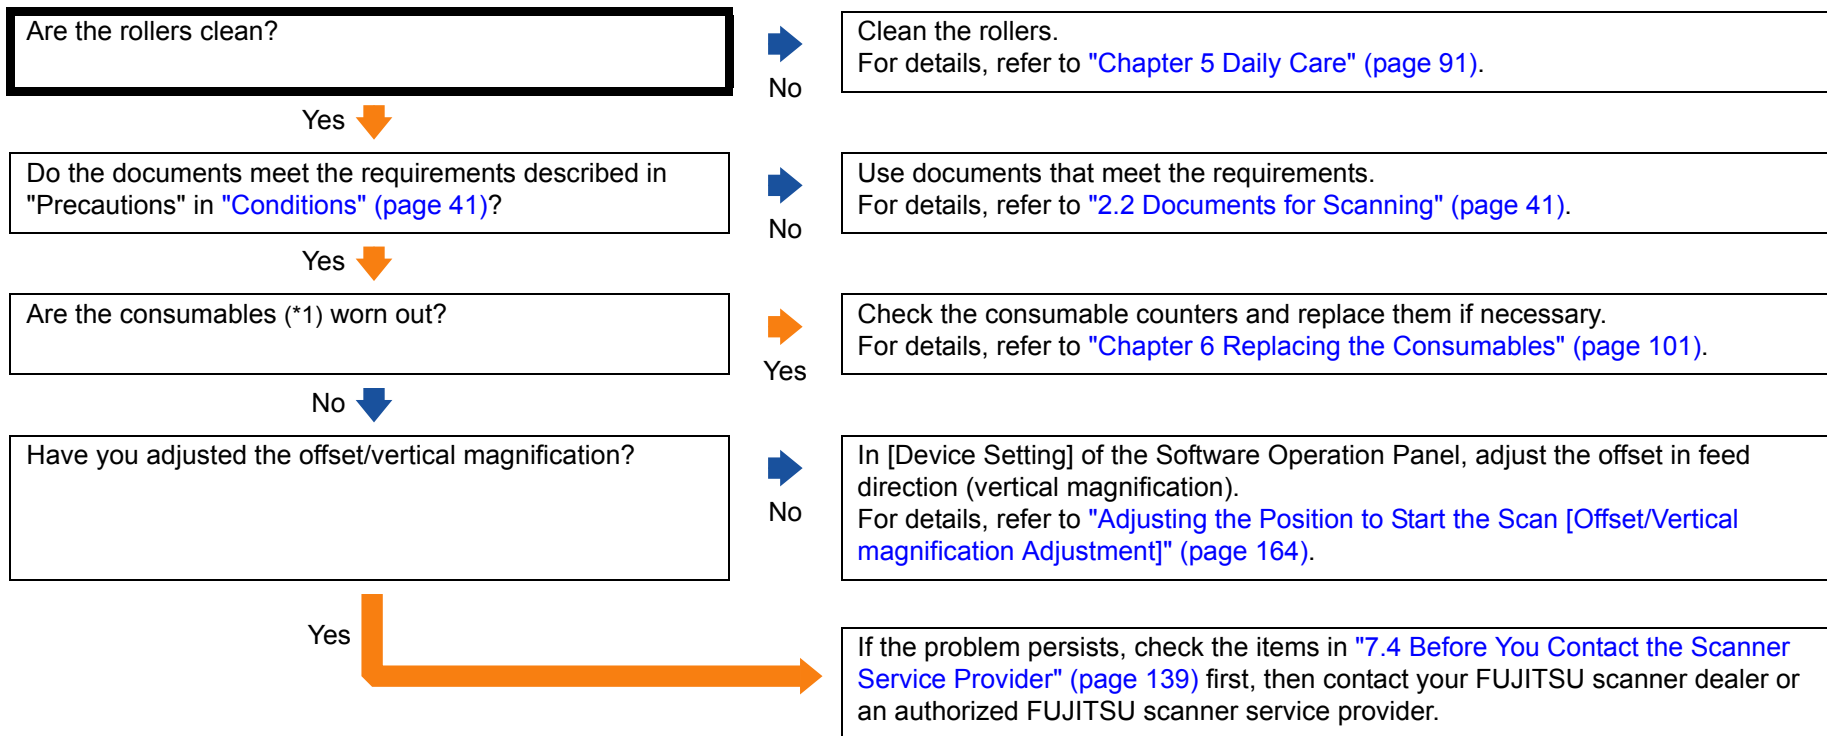 Are the rollers clean?
No
Clean the rollers.
For details, refer to "Chapter 5 Daily Care" (page 91).
Yes
Do the documents meet the requirements described in
"Precautions" in "Conditions" (page 41)?
No
Use documents that meet the requirements.
For details, refer to "2.2 Documents for Scanning" (page 41).
Yes
Are the consumables (*1) worn out?
Yes
Check the consumable counters and replace them if necessary.
For details, refer to "Chapter 6 Replacing the Consumables" (page 101).
No
Have you adjusted the offset/vertical magnification?
No
In [Device Setting] of the Software Operation Panel, adjust the offset in feed
direction (vertical magnification).
For details, refer to "Adjusting the Position to Start the Scan [Offset/Vertical
magnification Adjustment]" (page 164).
Yes
If the problem persists, check the items in "7.4 Before You Contact the Scanner
Service Provider" (page 139) first, then contact your FUJITSU scanner dealer or
an authorized FUJITSU scanner service provider.